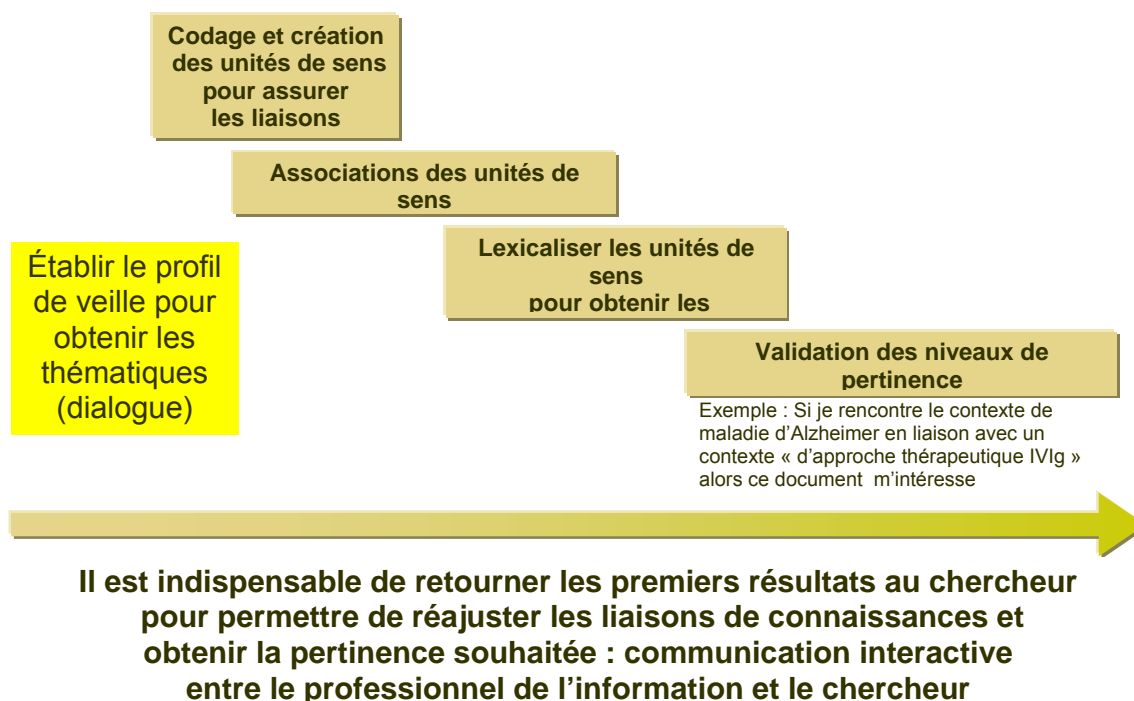 Codage et création
des unités de sens
pour assurer
les liaisons
Associations des unités de
sens
Lexicaliser les unités de
sens
pour obtenir les
Établir le profil
de veille pour
obtenir les
thématiques
(dialogue)
Validation des niveaux de
pertinence
Exemple : Si je rencontre le contexte de
maladie d’Alzheimer en liaison avec un
contexte « d’approche thérapeutique IVIg »
alors ce document m’intéresse
Il est indispensable de retourner les premiers résultats au chercheur
pour permettre de réajuster les liaisons de connaissances et
obtenir la pertinence souhaitée : communication interactive
entre le professionnel de l’information et le chercheur